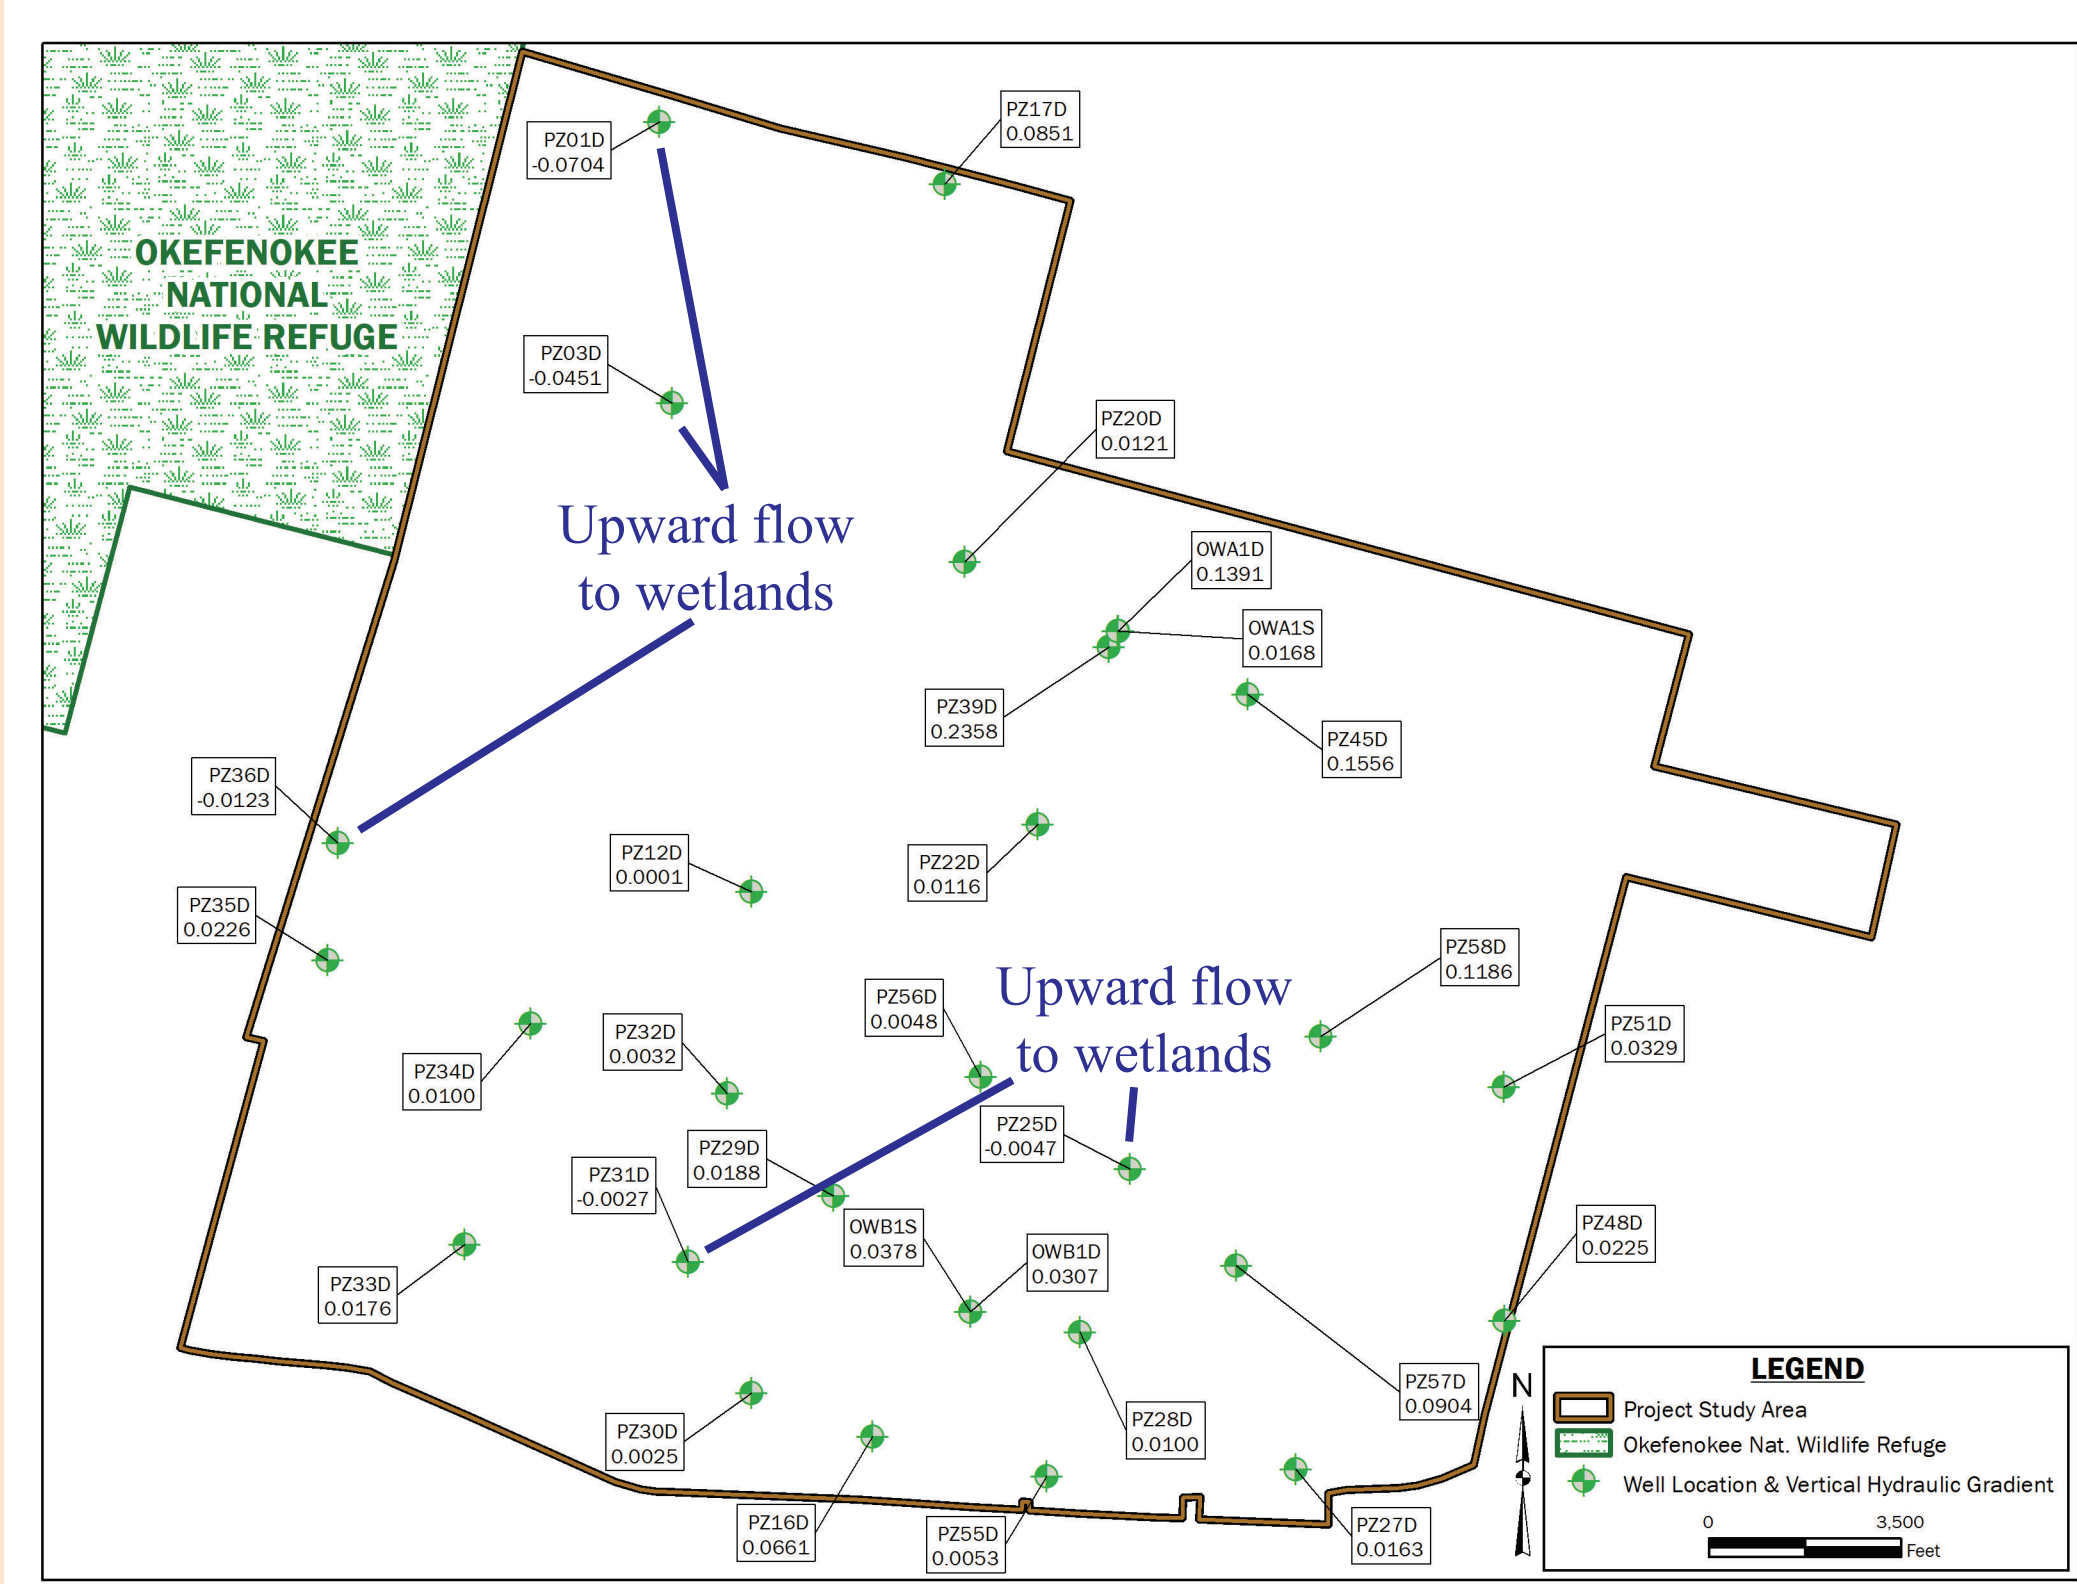 PZ17D
0.0851
PZ01D
-0.0704
OKEFENOKEE
NATIONAL
WILDLIFE REFUGE
PZ03D
-0.0451
PZ20D
0.0121
Upward flow
to wetlands
OWA1D
0.1391
OWA1S
0.0168
PZ39D
0.2358
PZ45D
0.1556
PZ36D
-0.0123
PZ12D
0.0001
PZ22D
0.0116
PZ35D
0.0226
PZ58D
0.1186
Upward flow
to wetlands
PZ56D
0.0048
PZ51D
0.0329
PZ32D
0.0032
PZ34D
0.0100
PZ25D
-0.0047
PZ29D
0.0188
PZ31D
-0.0027
OWB1S
0.0378
OWB1D
0.0307
PZ48D
0.0225
PZ33D
0.0176
PZ57D
0.0904
PZ30D
0.0025
PZ28D
0.0100
PZ16D
0.0661
PZ55D
0.0053
PZ27D
0.0163
N
LEGEND
Project Study Area
Okefenokee Nat. Wildlife Refuge
Well Location & Vertical Hydraulic Gradient
0 3,500
Feet